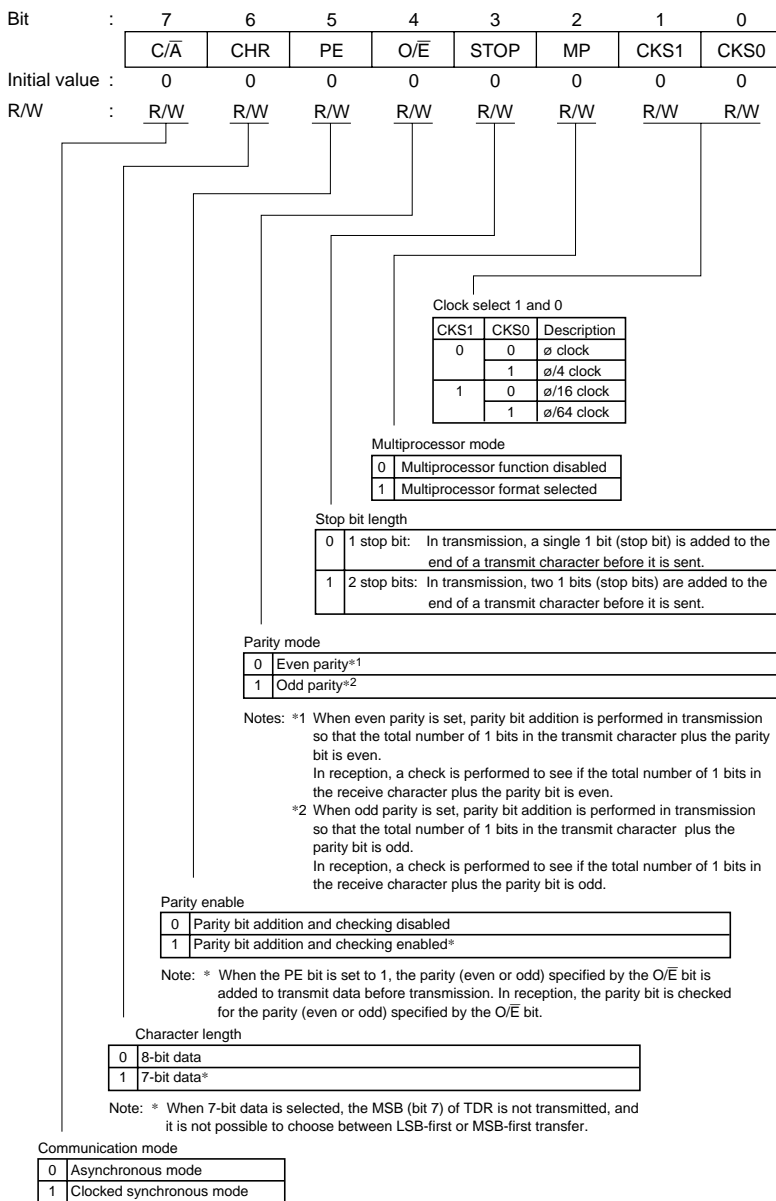 Bit : 7 6 5 4 3 2 1 0
C/A̅ CHR PE O/E̅ STOP MP CKS1 CKS0
Initial value : 0 0 0 0 0 0 0 0
R/W : R/W R/W R/W R/W R/W R/W R/W R/W
Clock select 1 and 0
CKS1 CKS0 Description
0 0 ø clock
1 ø/4 clock
1 0 ø/16 clock
1 ø/64 clock
Multiprocessor mode
0 Multiprocessor function disabled
1 Multiprocessor format selected
Stop bit length
0 1 stop bit: In transmission, a single 1 bit (stop bit) is added to the
end of a transmit character before it is sent.
1 2 stop bits: In transmission, two 1 bits (stop bits) are added to the
end of a transmit character before it is sent.
Parity mode
0 Even parity*1
1 Odd parity*2
Notes: *1 When even parity is set, parity bit addition is performed in transmission
so that the total number of 1 bits in the transmit character plus the parity
bit is even.
In reception, a check is performed to see if the total number of 1 bits in
the receive character plus the parity bit is even.
*2 When odd parity is set, parity bit addition is performed in transmission
so that the total number of 1 bits in the transmit character plus the
parity bit is odd.
In reception, a check is performed to see if the total number of 1 bits in
the receive character plus the parity bit is odd.
Parity enable
0 Parity bit addition and checking disabled
1 Parity bit addition and checking enabled*
Note: * When the PE bit is set to 1, the parity (even or odd) specified by the O/E̅ bit is
added to transmit data before transmission. In reception, the parity bit is checked
for the parity (even or odd) specified by the O/E̅ bit.
Character length
0 8-bit data
1 7-bit data*
Note: * When 7-bit data is selected, the MSB (bit 7) of TDR is not transmitted, and
it is not possible to choose between LSB-first or MSB-first transfer.
Communication mode
0 Asynchronous mode
1 Clocked synchronous mode